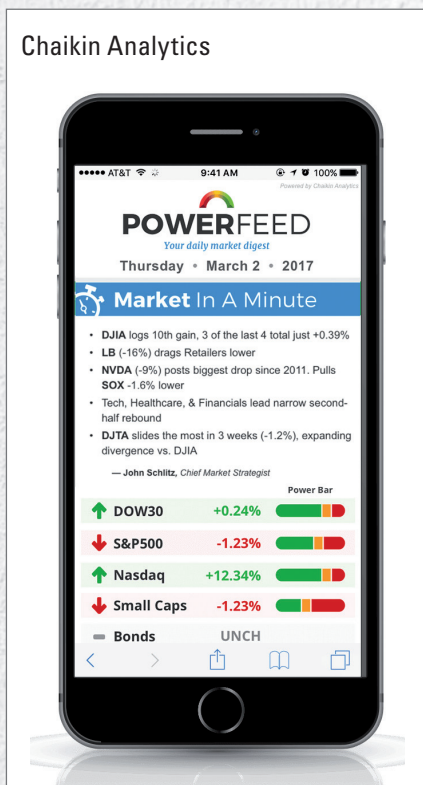 Chaikin Analytics
●●●●● AT&T 9:41 AM 100%
Powered by Chaikin Analytics
POWERFEED
Your daily market digest
Thursday • March 2 • 2017
Market In A Minute
• DJIA logs 10th gain, 3 of the last 4 total just +0.39%
• LB (-16%) drags Retailers lower
• NVDA (-9%) posts biggest drop since 2011. Pulls
SOX -1.6% lower
• Tech, Healthcare, & Financials lead narrow second-
half rebound
• DJTA slides the most in 3 weeks (-1.2%), expanding
divergence vs. DJIA
— John Schlitz, Chief Market Strategist
Power Bar
DOW30 +0.24%
S&P500 -1.23%
Nasdaq +12.34%
Small Caps -1.23%
Bonds UNCH